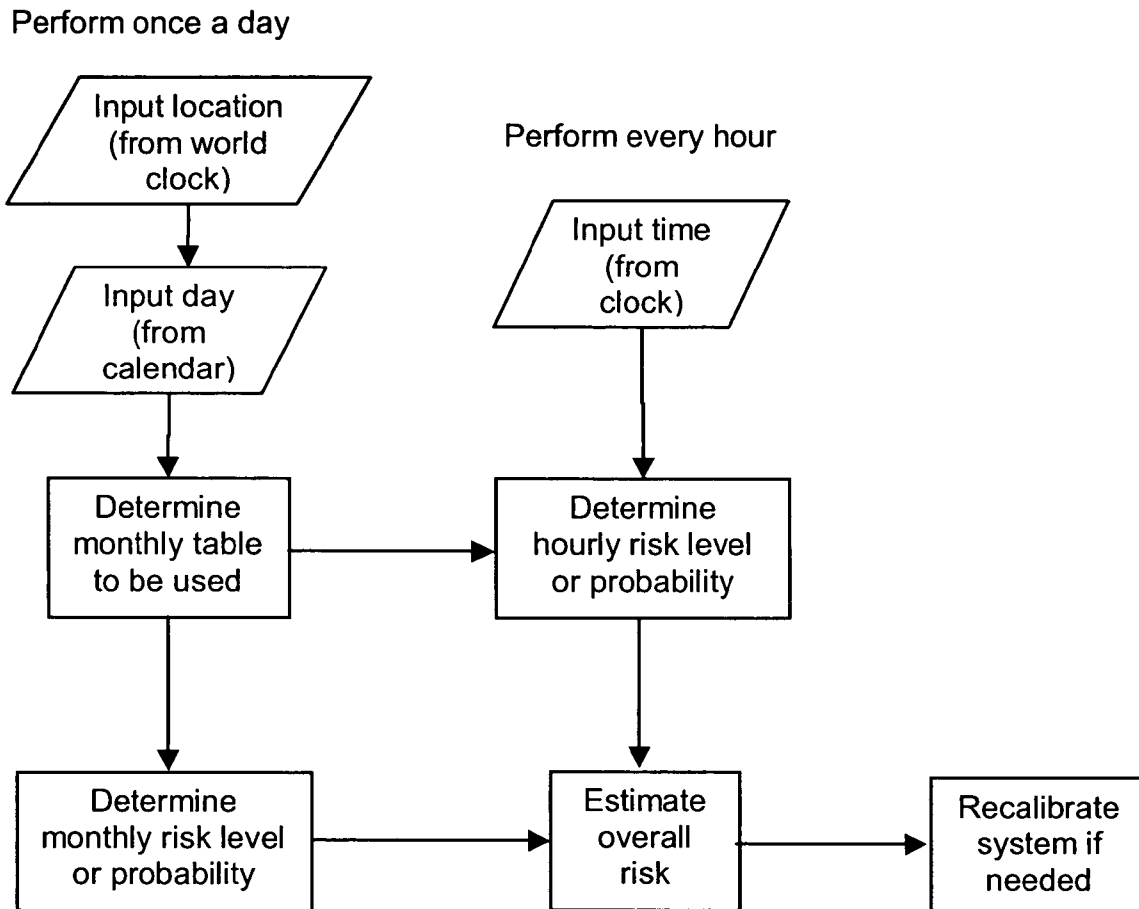 Perform once a day
Input location
(from world
clock)
Perform every hour
Input time
(from
clock)
Input day
(from
calendar)
Determine
monthly table
to be used
Determine
hourly risk level
or probability
Determine
monthly risk level
or probability
Estimate
overall
risk
Recalibrate
system if
needed